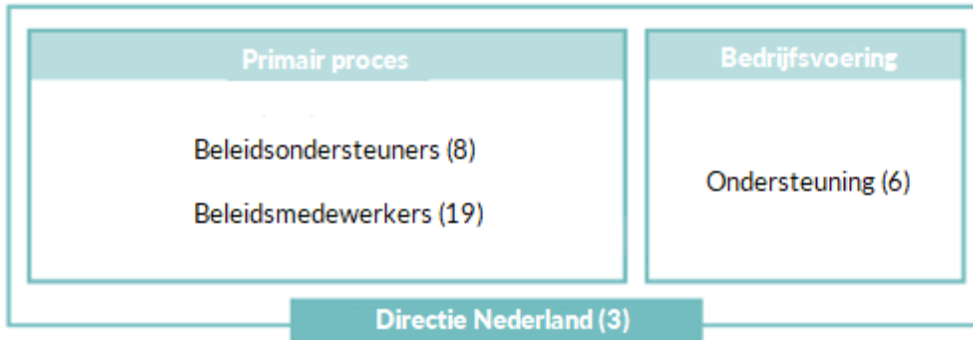 Primair proces
Beleidsondersteuners (8)
Beleidsmedewerkers (19)
Bedrijfsvoering
Ondersteuning (6)
Directie Nederland (3)